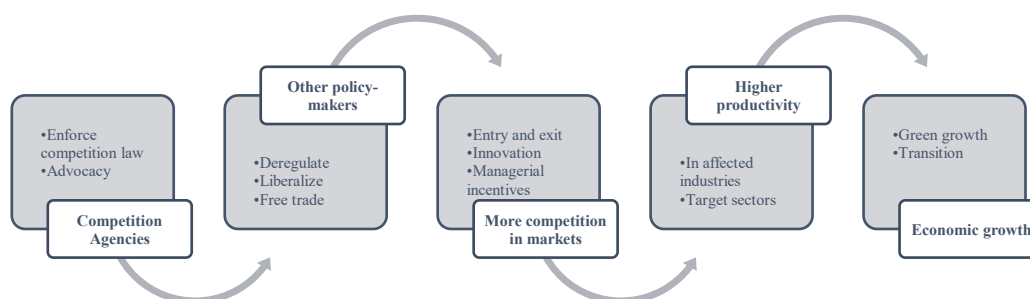 •Enforce
competition law
•Advocacy
Competition
Agencies
Other policy-
makers
•Deregulate
•Liberalize
•Free trade
•Entry and exit
•Innovation
•Managerial
incentives
More competition
in markets
Higher
productivity
•In affected
industries
•Target sectors
•Green growth
•Transition
Economic growth